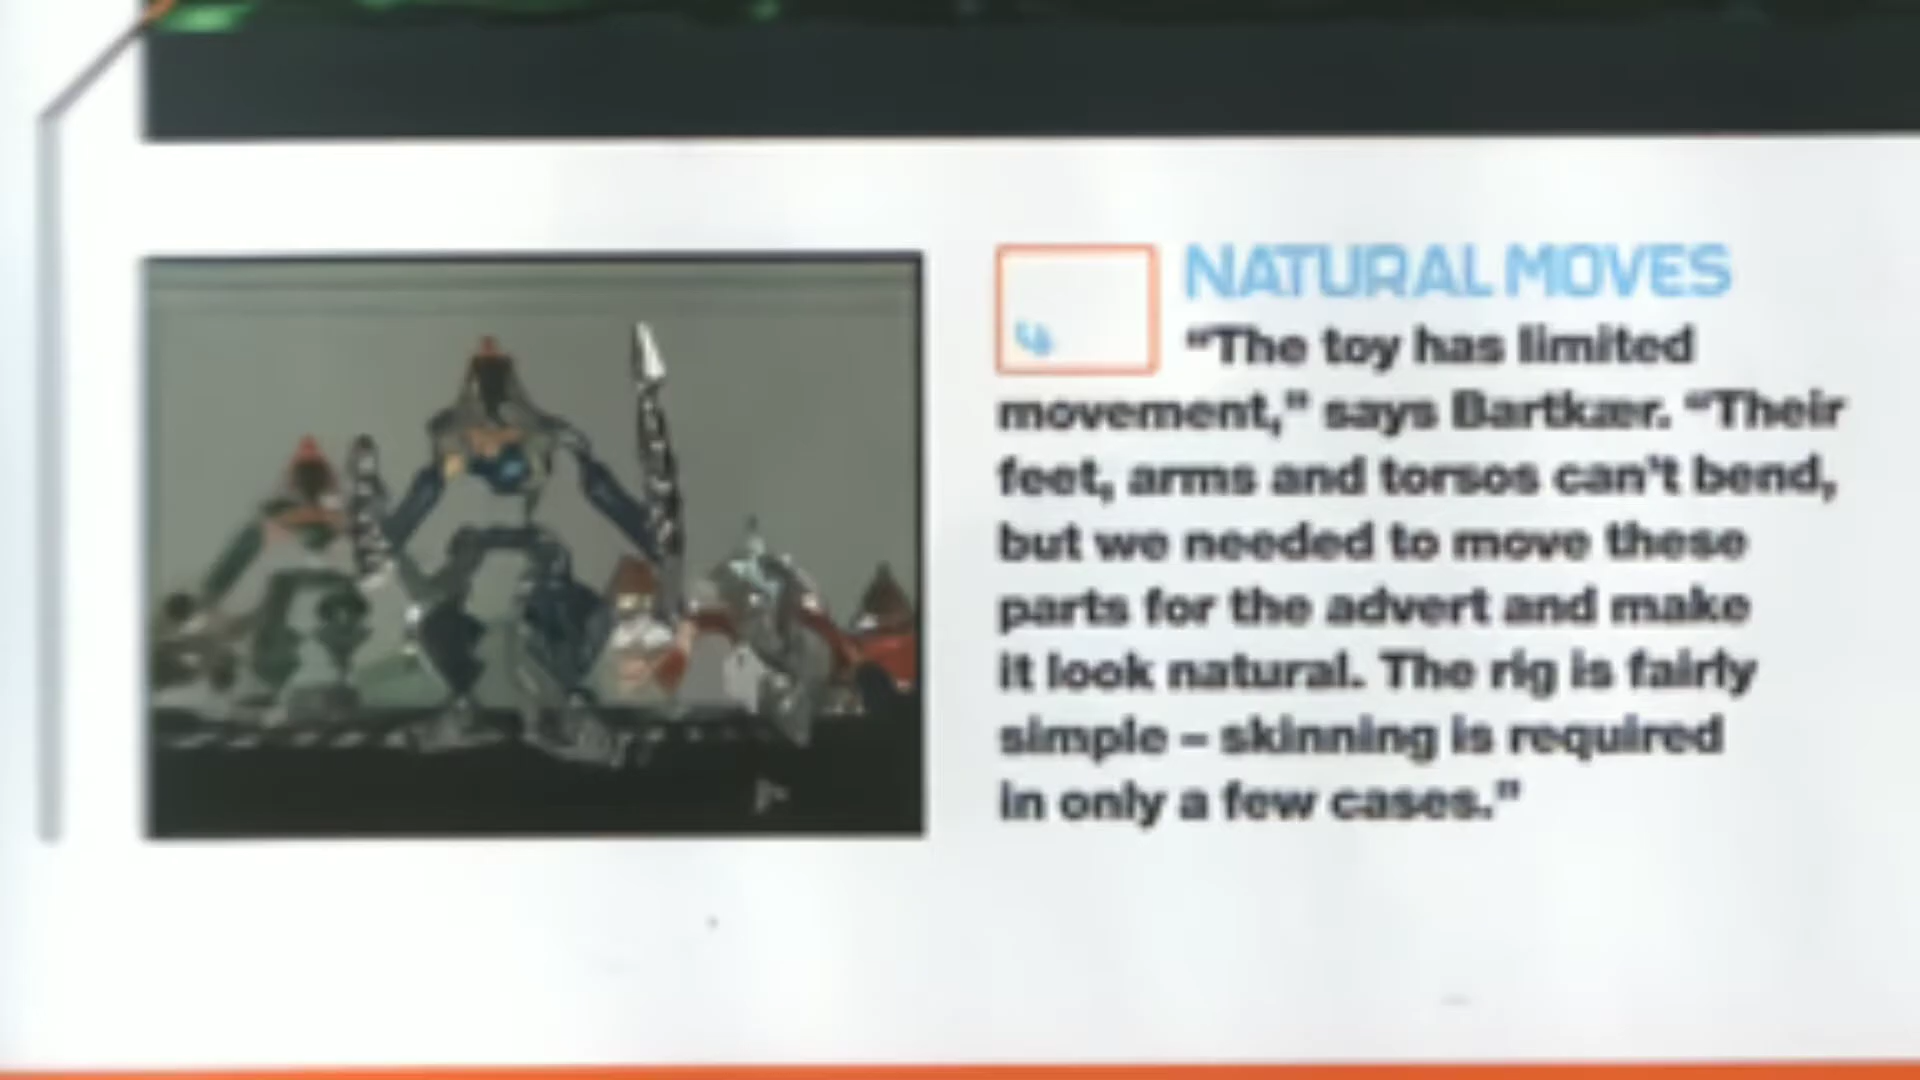 NATURAL MOVES
“The toy has limited
movement,” says Bartkær. “Their
feet, arms and torsos can’t bend,
but we needed to move these
parts for the advert and make
it look natural. The rig is fairly
simple – skinning is required
in only a few cases.”